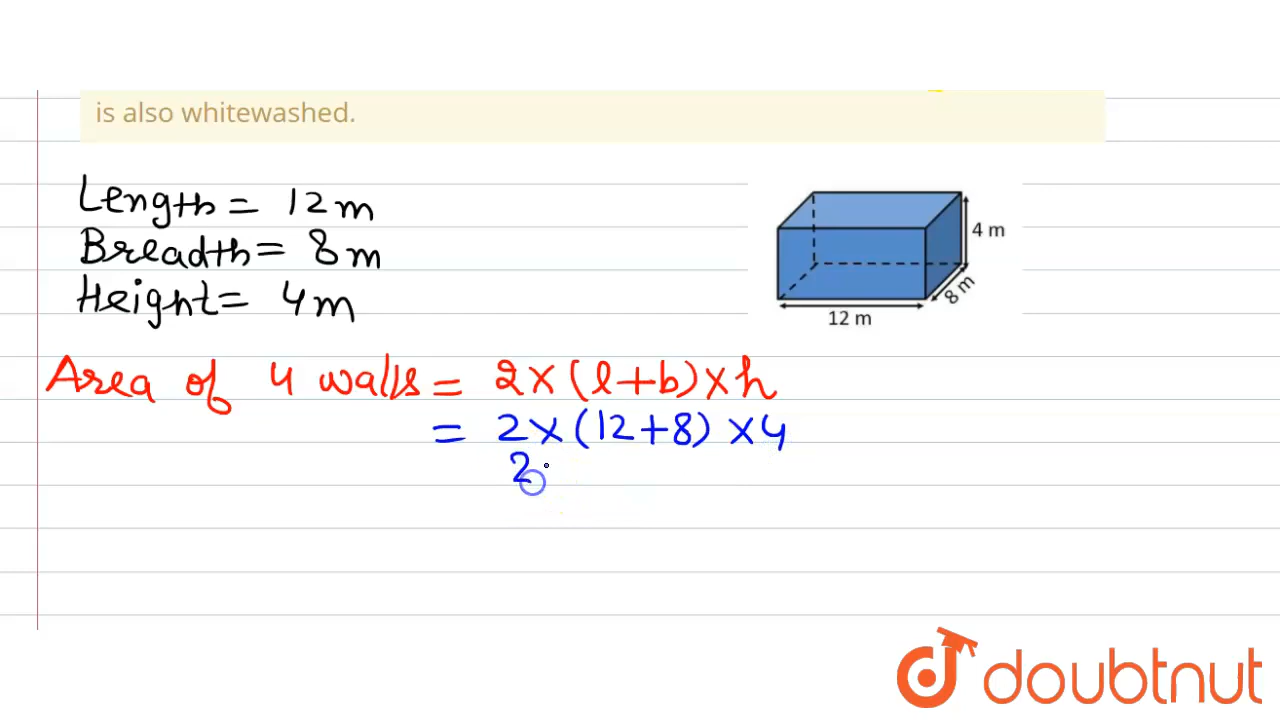 is also whitewashed.
Length = 12 m
Breadth = 8 m
Height = 4 m
4 m
8 m
12 m
Area of 4 walls = 2 × (l + b) × h
= 2 × (12 + 8) × 4
2
doubtnut